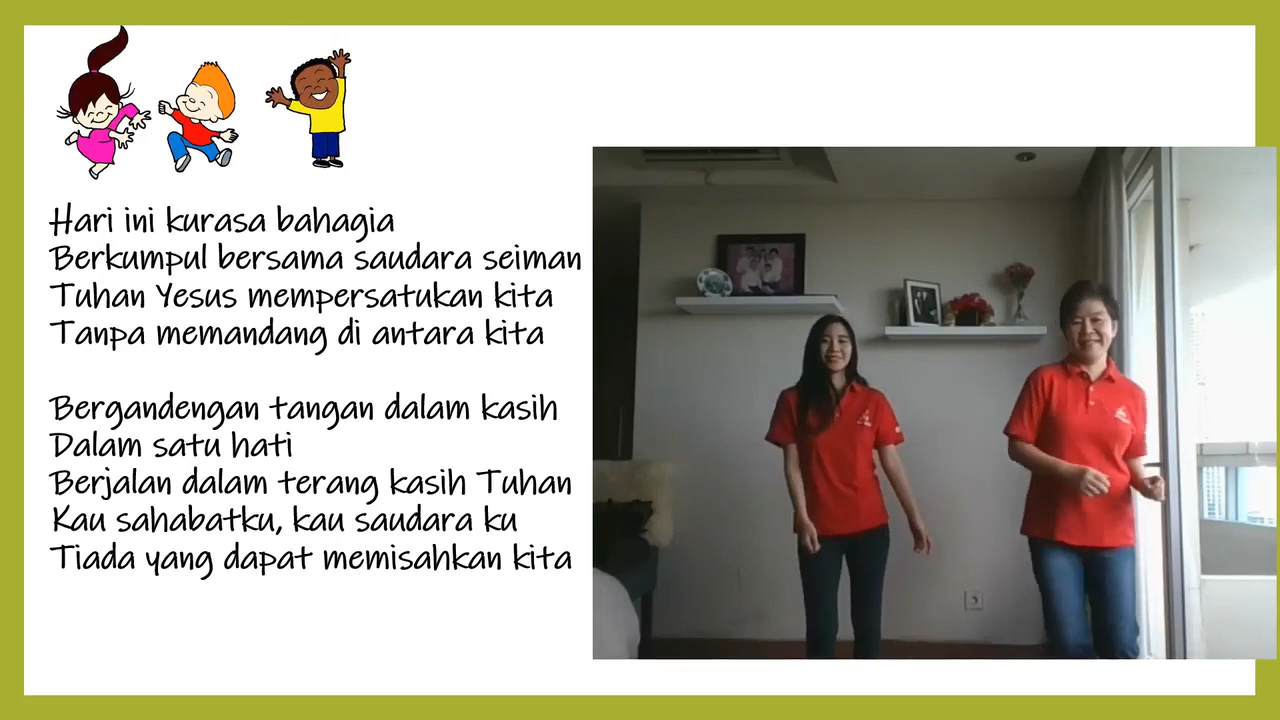 Hari ini kurasa bahagia
Berkumpul bersama saudara seiman
Tuhan Yesus mempersatukan kita
Tanpa memandang di antara kita
Bergandengan tangan dalam kasih
Dalam satu hati
Berjalan dalam terang kasih Tuhan
Kau sahabatku, kau saudara ku
Tiada yang dapat memisahkan kita